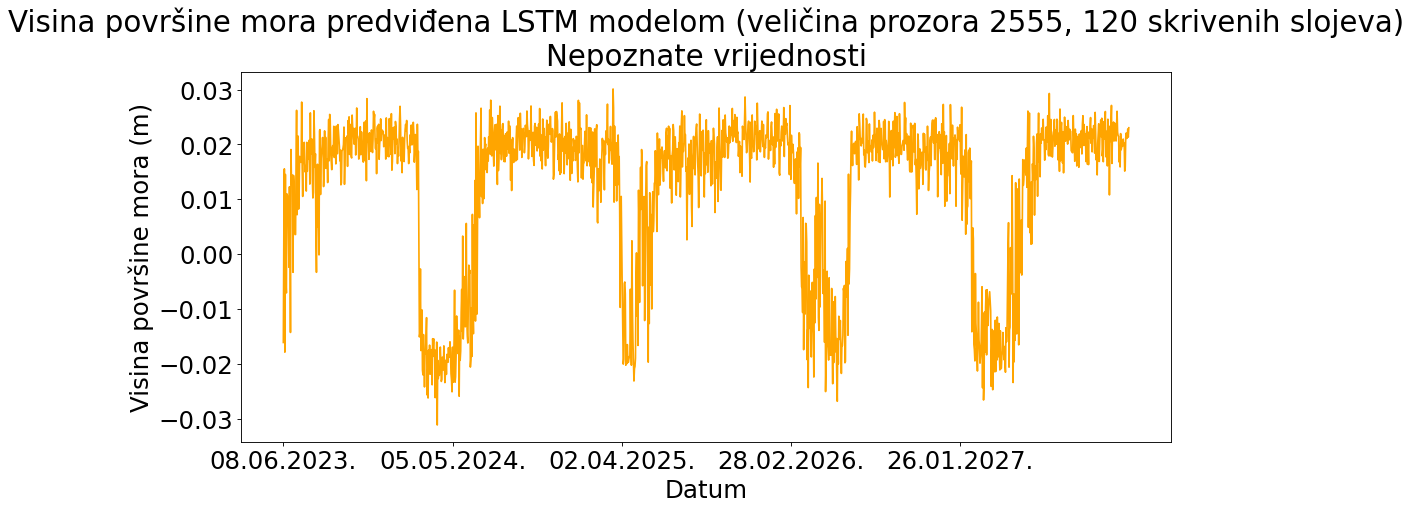 Visina površine mora predviđena LSTM modelom (veličina prozora 2555, 120 skrivenih slojeva)
Nepoznate vrijednosti
Visina površine mora (m)
0.03
0.02
0.01
0.00
−0.01
−0.02
−0.03
08.06.2023. 05.05.2024. 02.04.2025. 28.02.2026. 26.01.2027.
Datum